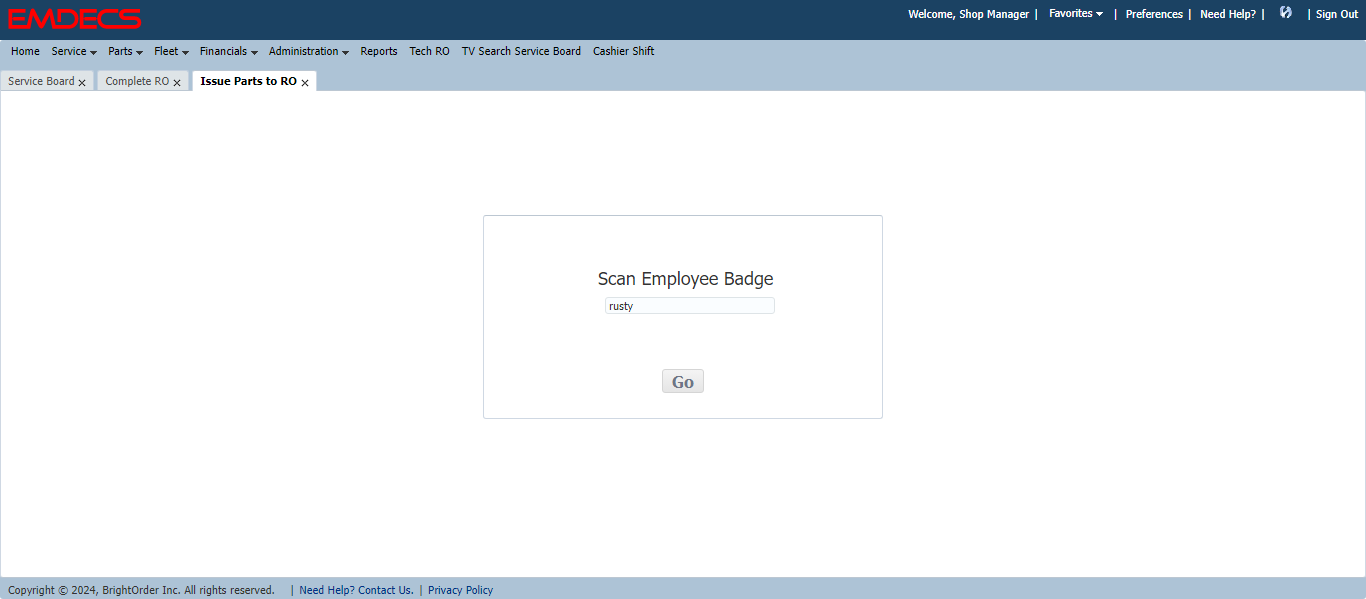 EMDECS
Welcome, Shop Manager | Favorites | Preferences | Need Help? | | Sign Out
Home Service Parts Fleet Financials Administration Reports Tech RO TV Search Service Board Cashier Shift
Service Board x Complete RO x Issue Parts to RO x
Scan Employee Badge
rusty
Go
Copyright © 2024, BrightOrder Inc. All rights reserved. | Need Help? Contact Us. | Privacy Policy